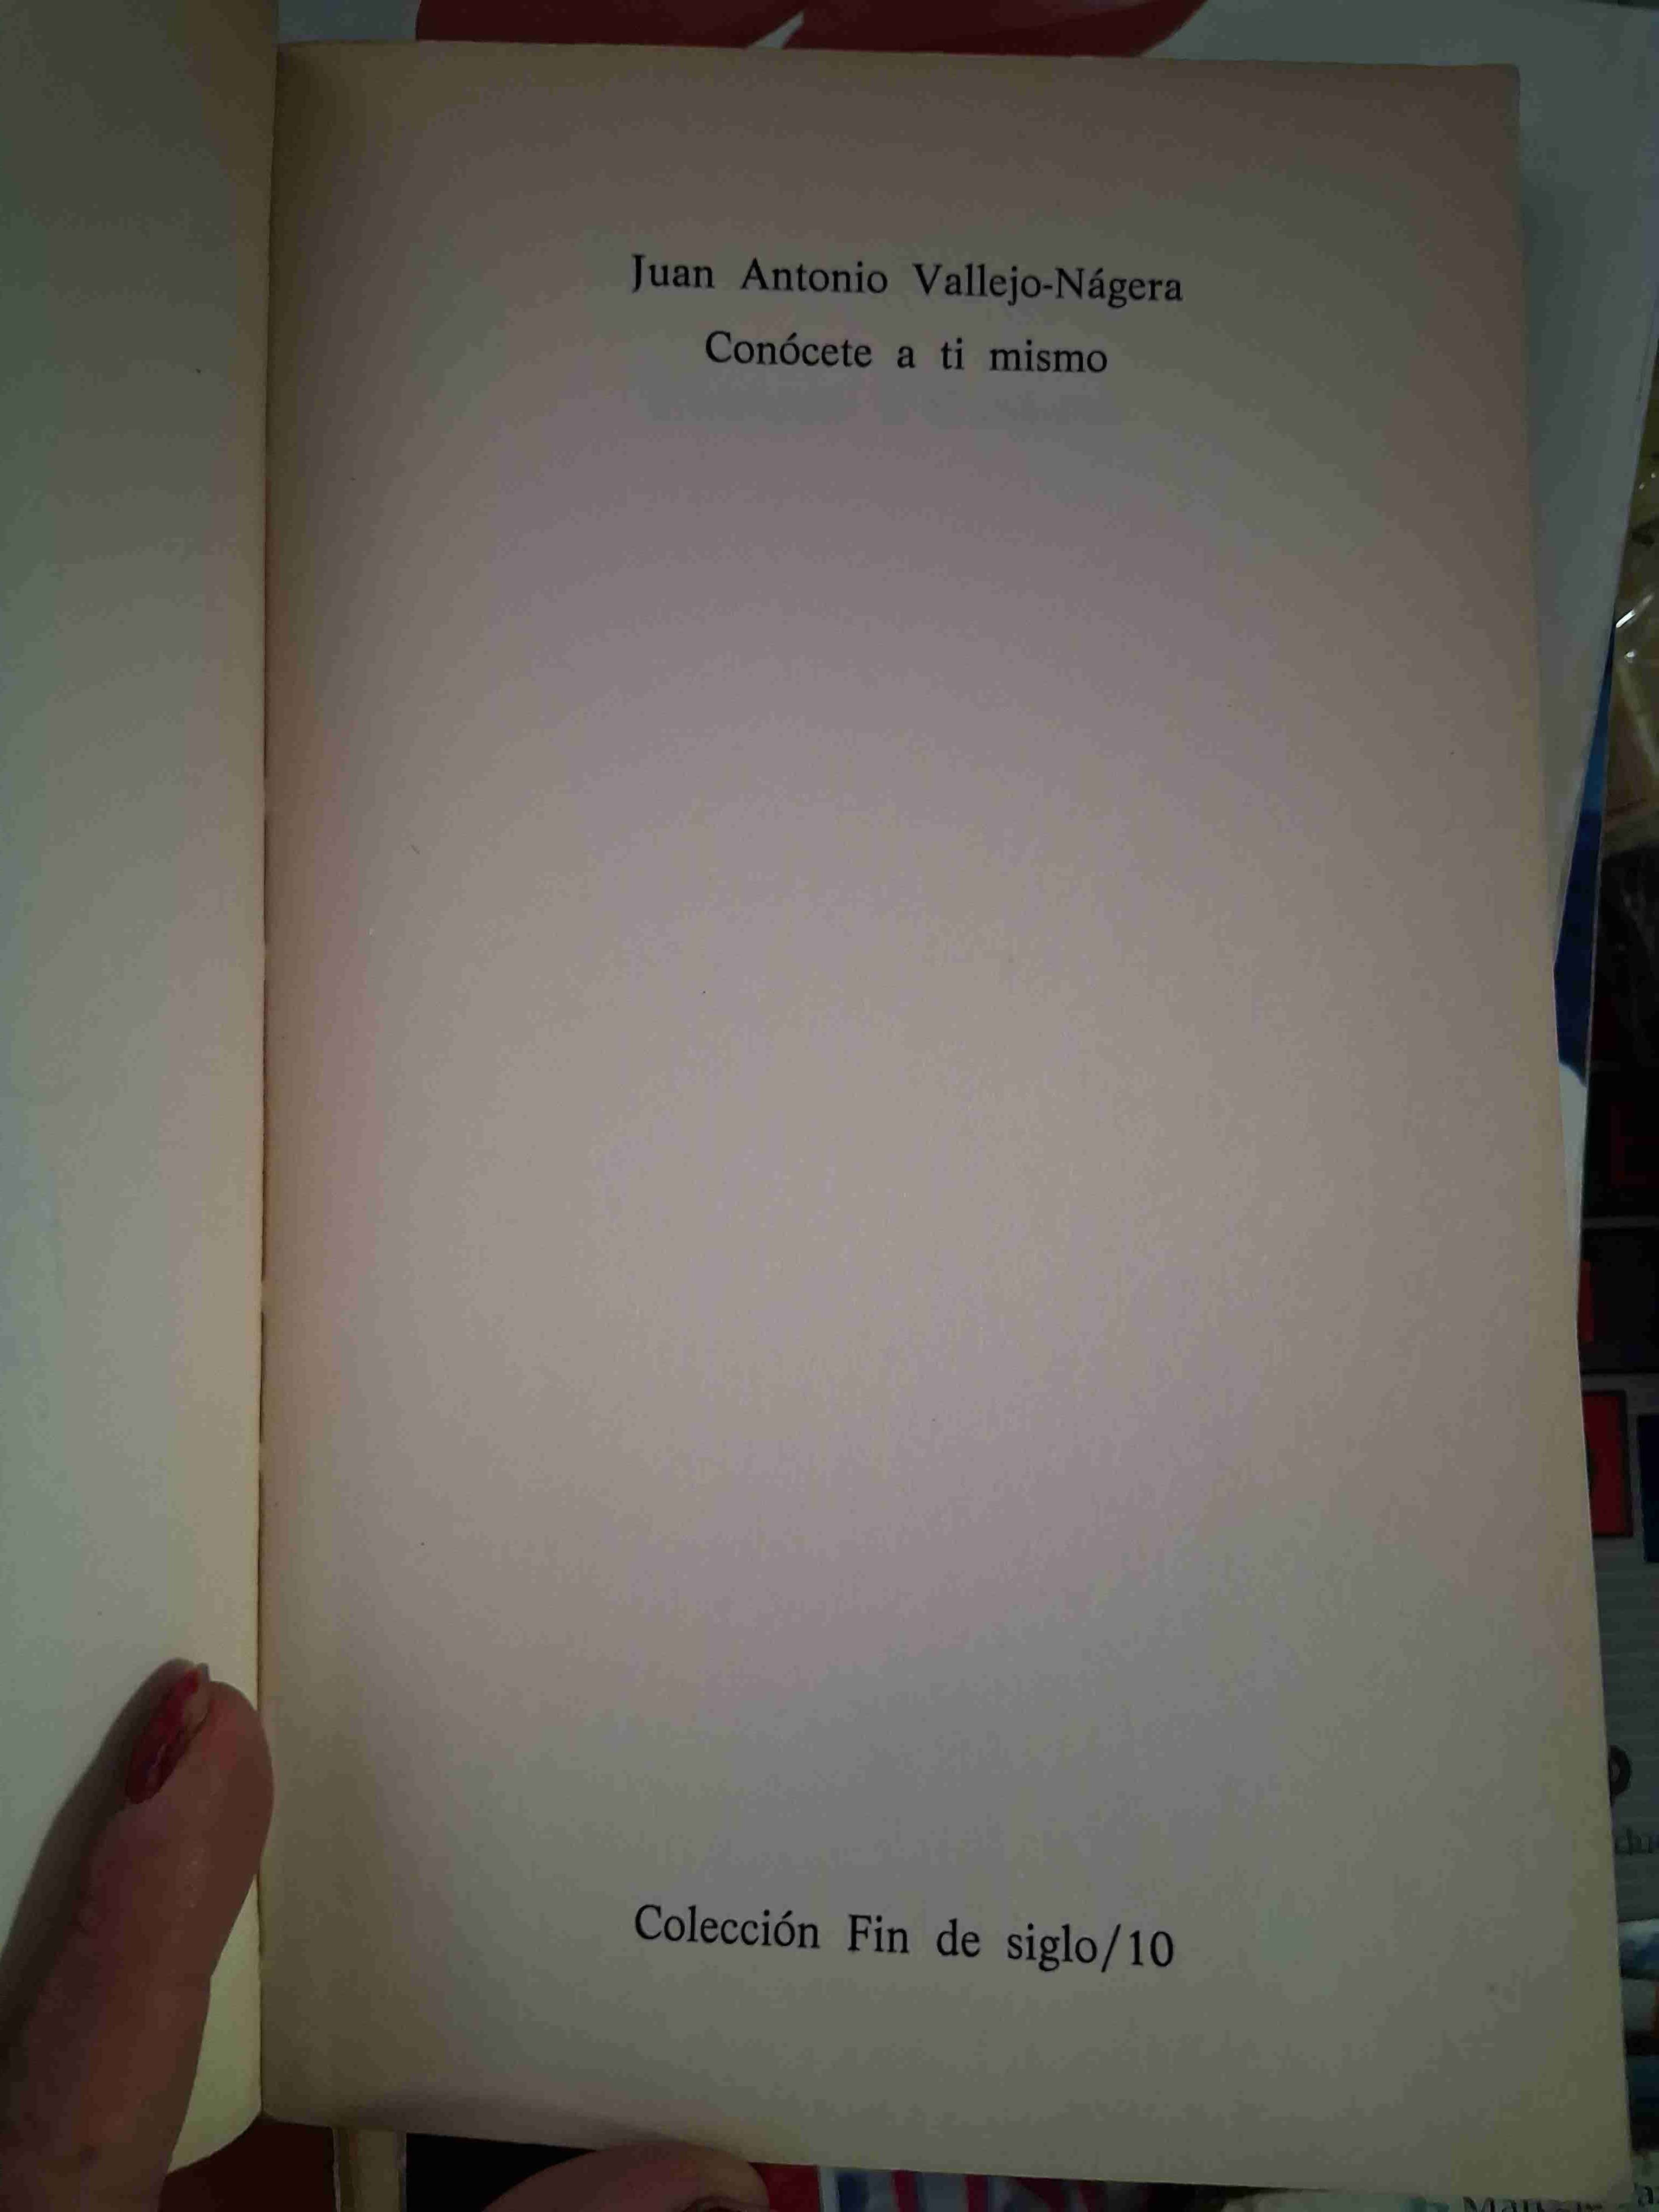 Juan Antonio Vallejo-Nágera
Conócete a ti mismo
Colección Fin de siglo/10